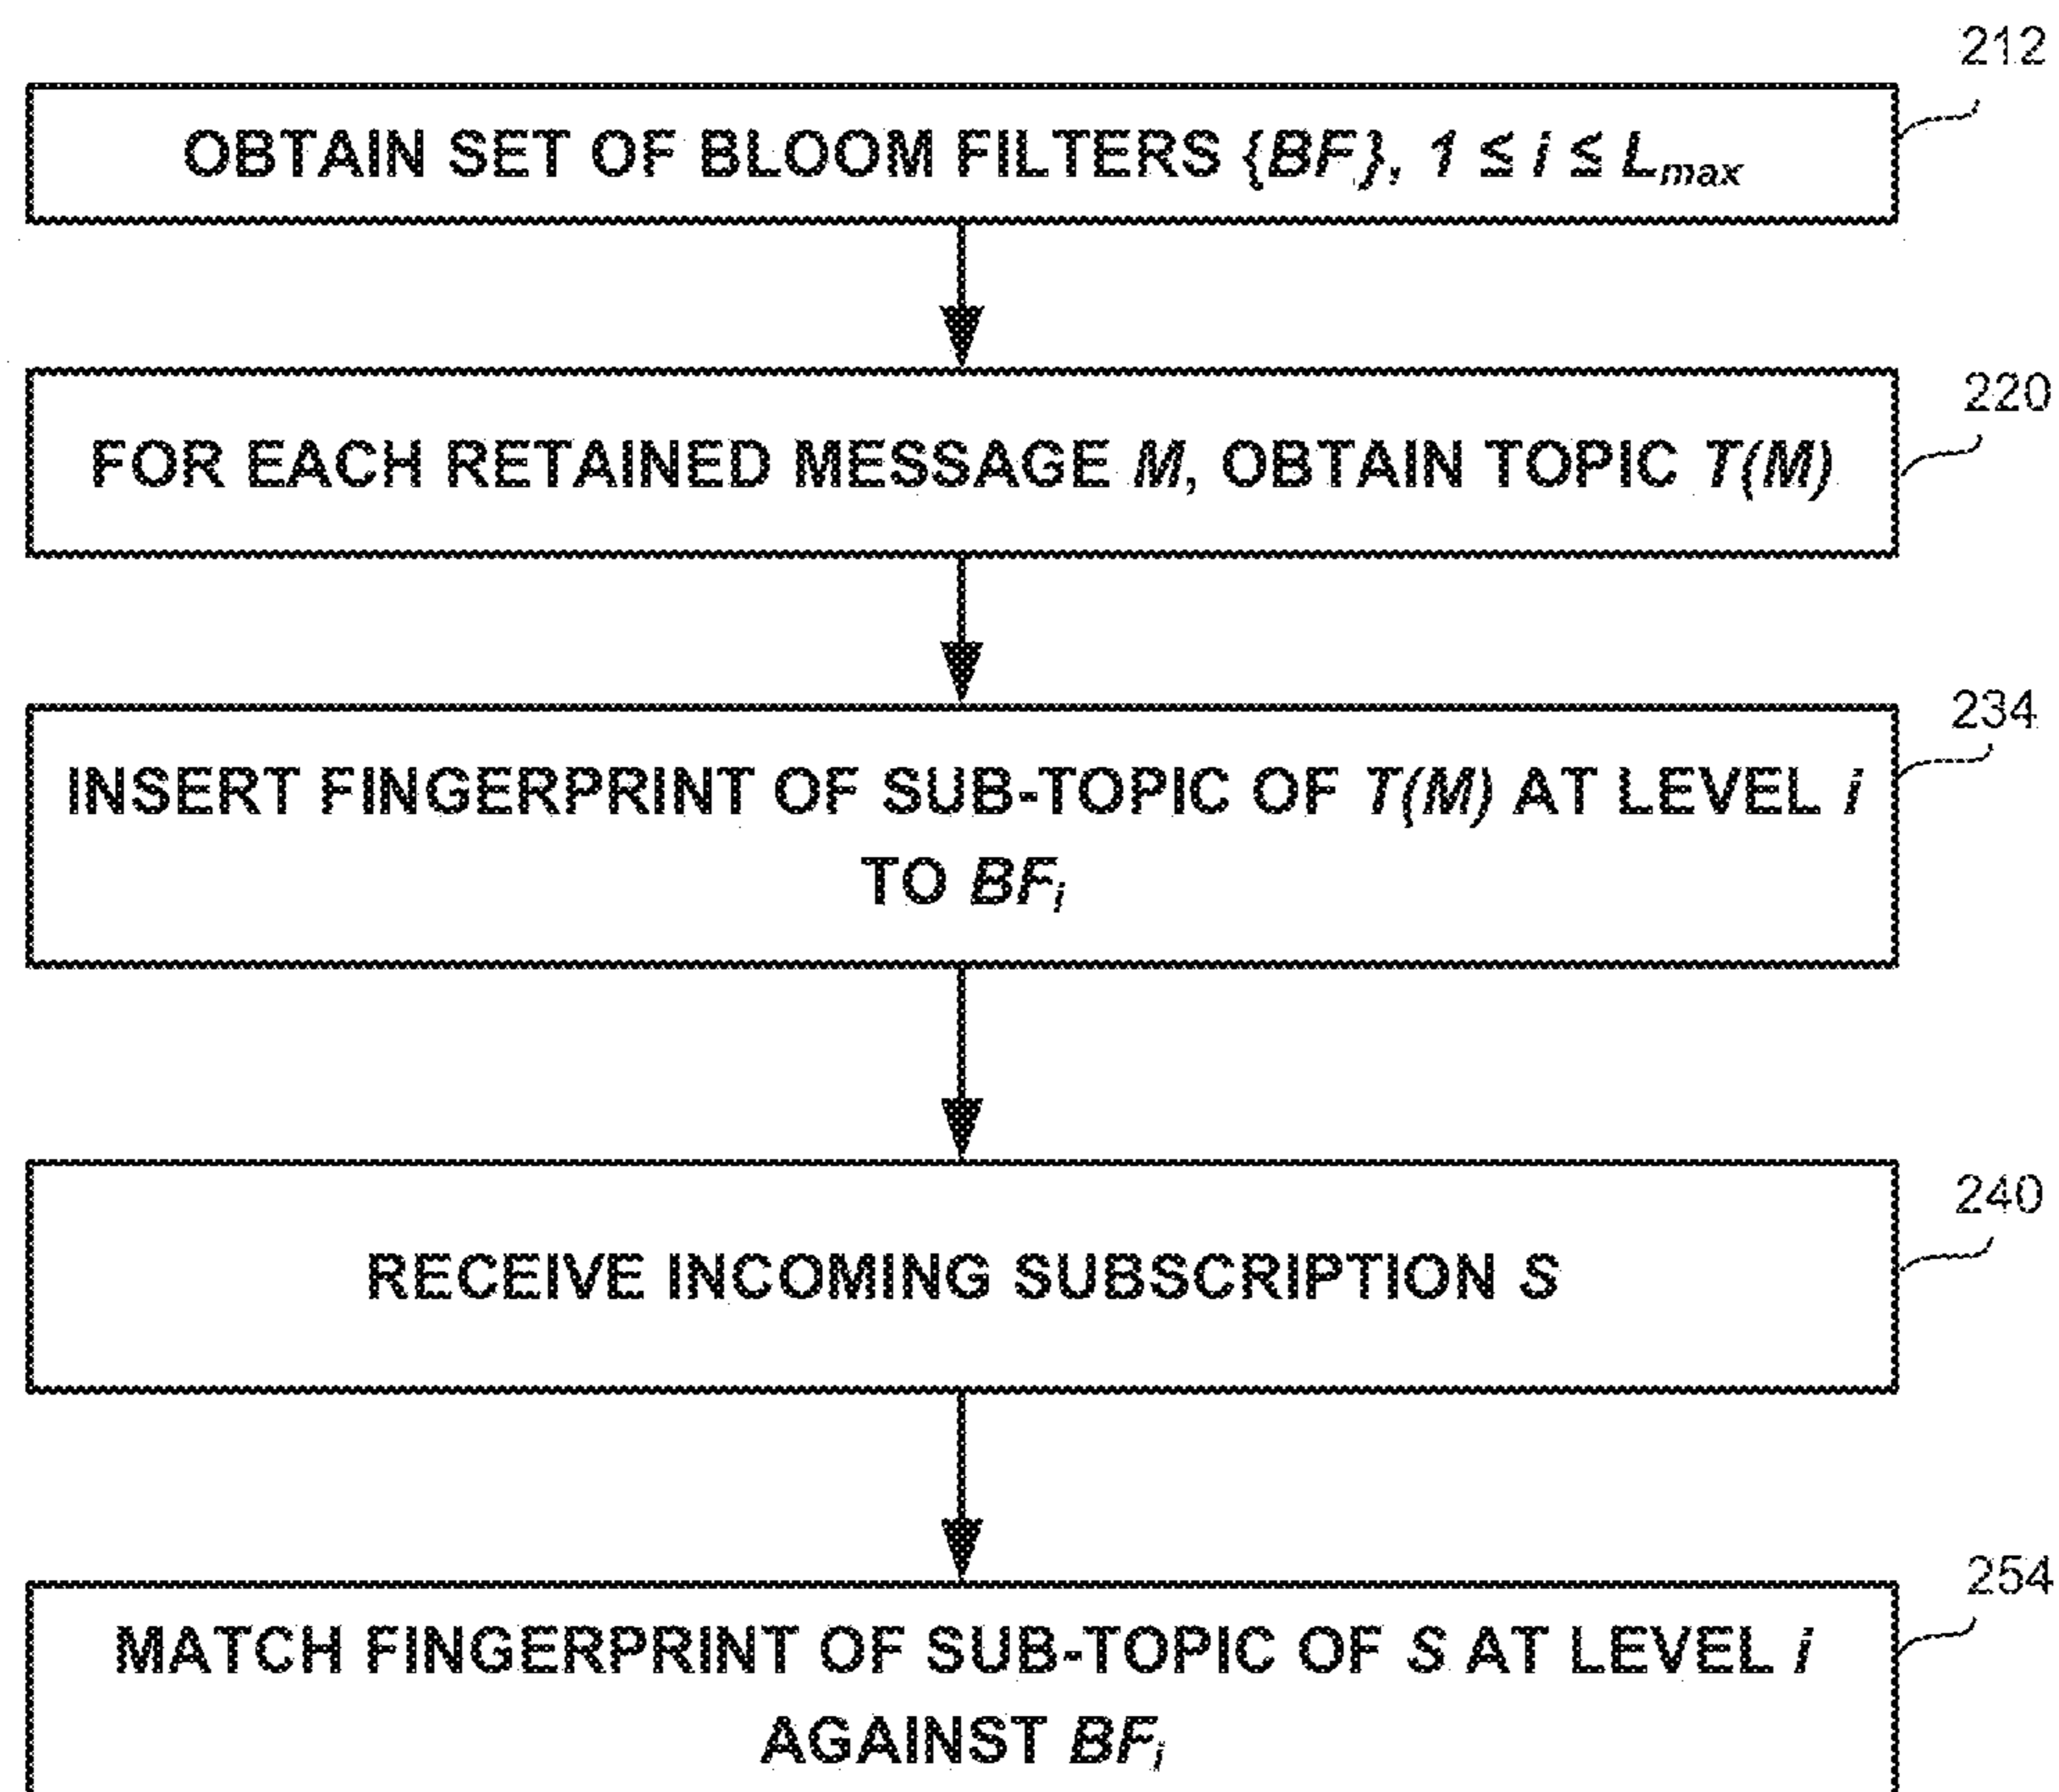 212
OBTAIN SET OF BLOOM FILTERS {BF}, 1 ≤ i ≤ Lmax
220
FOR EACH RETAINED MESSAGE M, OBTAIN TOPIC T(M)
234
INSERT FINGERPRINT OF SUB-TOPIC OF T(M) AT LEVEL i
TO BFi
240
RECEIVE INCOMING SUBSCRIPTION S
254
MATCH FINGERPRINT OF SUB-TOPIC OF S AT LEVEL i
AGAINST BFi